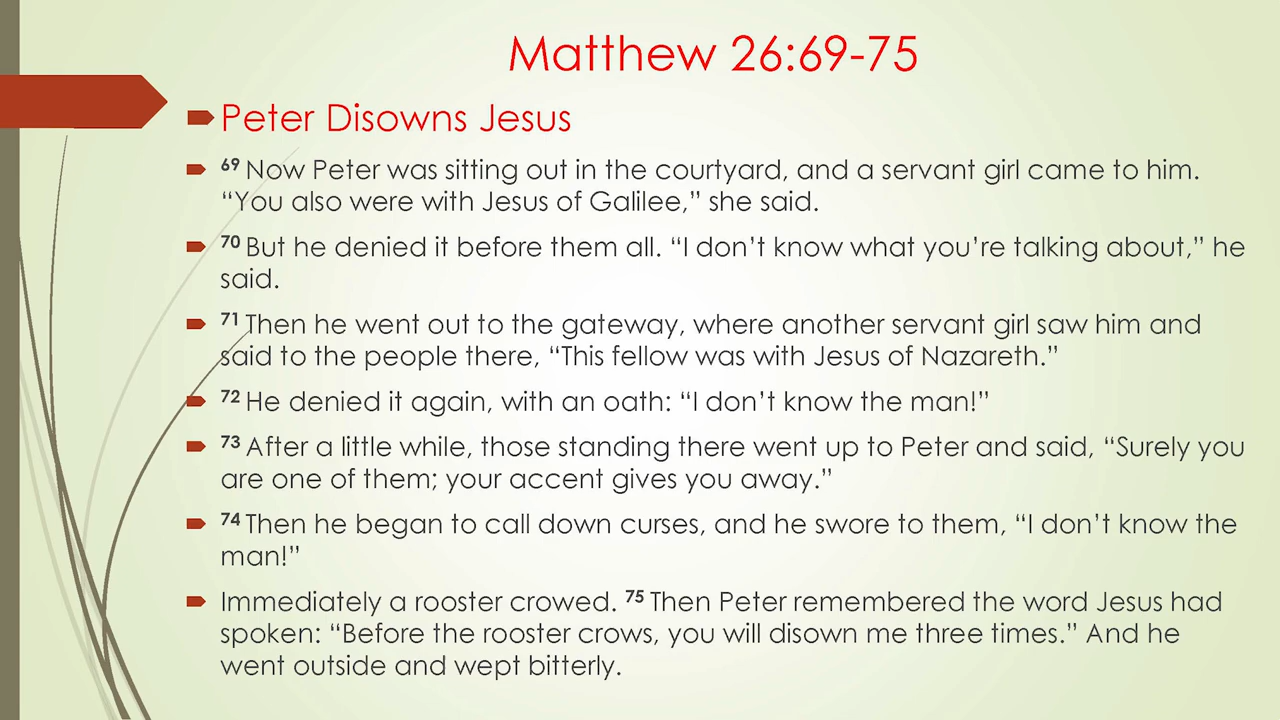 Matthew 26:69-75
Peter Disowns Jesus
69 Now Peter was sitting out in the courtyard, and a servant girl came to him.
“You also were with Jesus of Galilee,” she said.
70 But he denied it before them all. “I don’t know what you’re talking about,” he
said.
71 Then he went out to the gateway, where another servant girl saw him and
said to the people there, “This fellow was with Jesus of Nazareth.”
72 He denied it again, with an oath: “I don’t know the man!”
73 After a little while, those standing there went up to Peter and said, “Surely you
are one of them; your accent gives you away.”
74 Then he began to call down curses, and he swore to them, “I don’t know the
man!”
Immediately a rooster crowed. 75 Then Peter remembered the word Jesus had
spoken: “Before the rooster crows, you will disown me three times.” And he
went outside and wept bitterly.